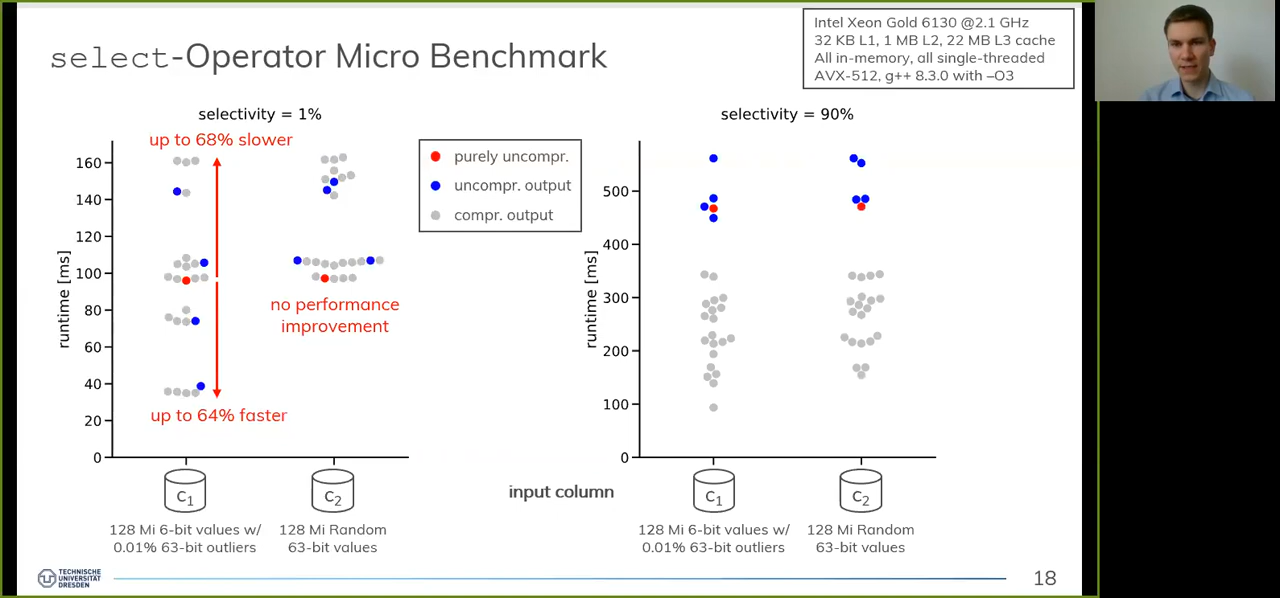 select-Operator Micro Benchmark
Intel Xeon Gold 6130 @2.1 GHz
32 KB L1, 1 MB L2, 22 MB L3 cache
All in-memory, all single-threaded
AVX-512, g++ 8.3.0 with –O3
selectivity = 1%
up to 68% slower
160
140
120
100
80
60
40
20
0
runtime [ms]
no performance
improvement
up to 64% faster
purely uncompr.
uncompr. output
compr. output
selectivity = 90%
500
400
300
200
100
0
runtime [ms]
C1
C2
input column
C1
C2
128 Mi 6-bit values w/
0.01% 63-bit outliers
128 Mi Random
63-bit values
128 Mi 6-bit values w/
0.01% 63-bit outliers
128 Mi Random
63-bit values
TECHNISCHE
UNIVERSITÄT
DRESDEN
18